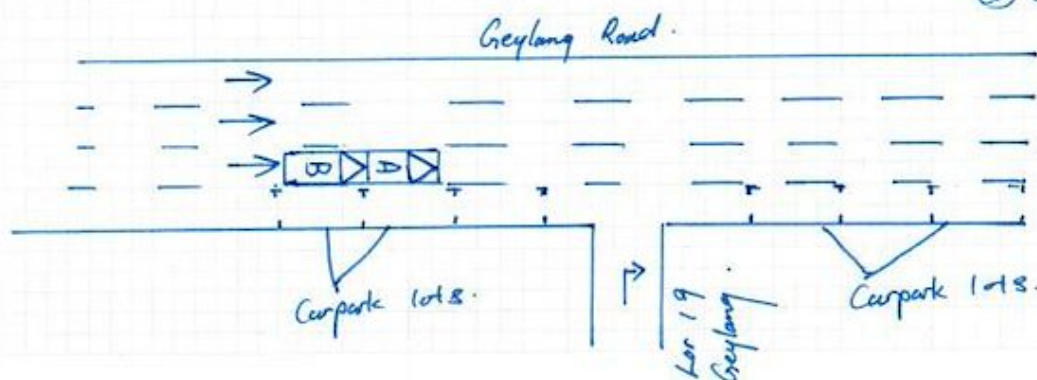 Geylang Road.
B A
Carpark lots.
Lor 19
Geylang.
Carpark lots.